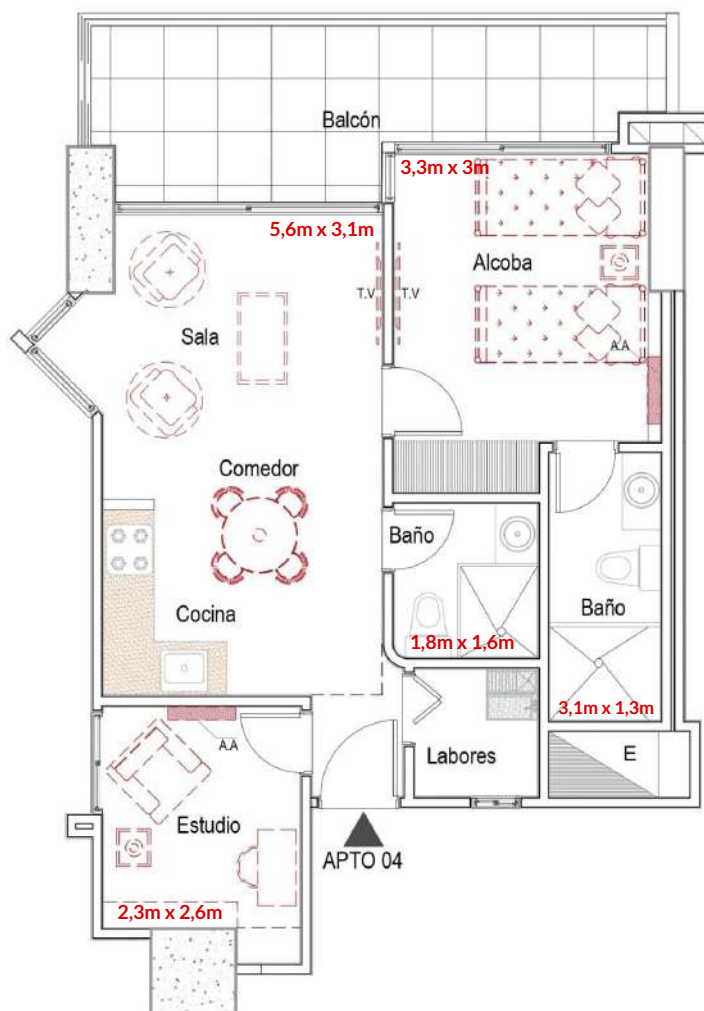 Balcón
3,3m x 3m
5,6m x 3,1m
Alcoba
T.V
T.V
Sala
A.A
Comedor
Baño
Cocina
Baño
1,8m x 1,6m
3,1m x 1,3m
A.A
Labores
E
Estudio
APTO 04
2,3m x 2,6m